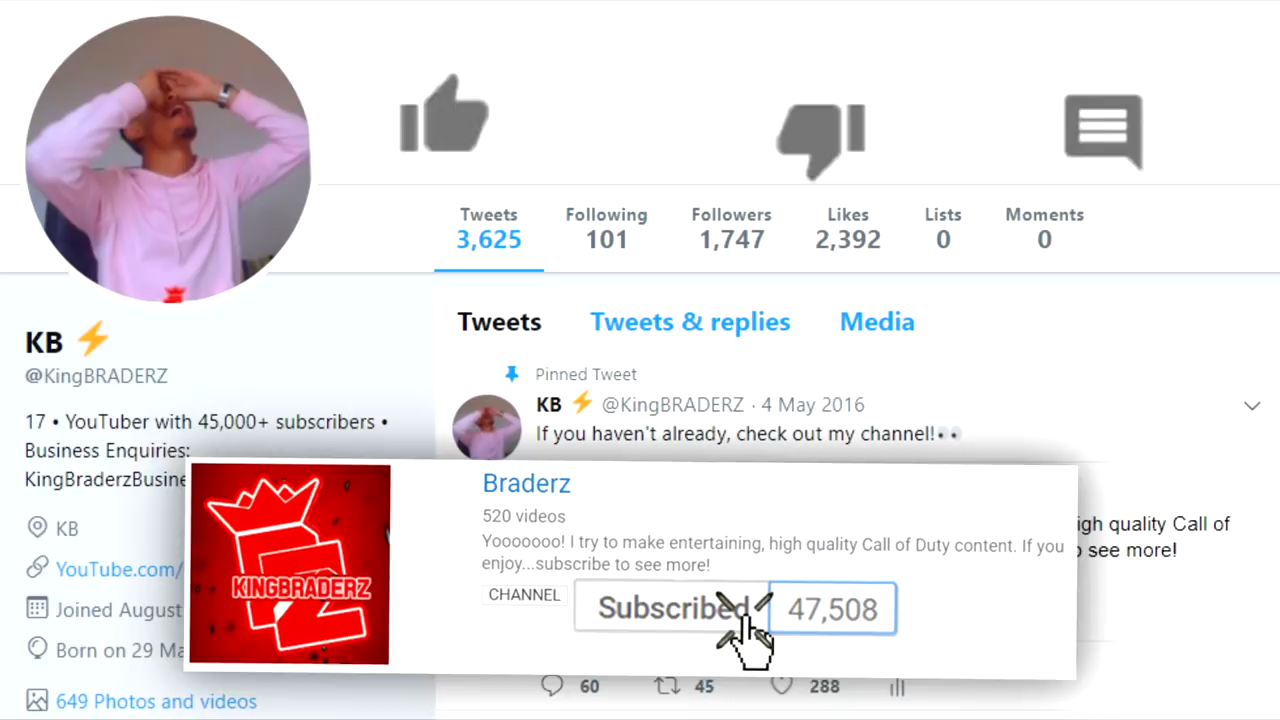 Tweets Following Followers Likes Lists Moments
3,625 101 1,747 2,392 0 0
KB ⚡
@KingBRADERZ
17 • YouTuber with 45,000+ subscribers •
Business Enquiries:
KingBraderzBusine
KB
YouTube.com/
Joined August
Born on 29 Ma
649 Photos and videos
Tweets Tweets & replies Media
Pinned Tweet
KB ⚡ @KingBRADERZ · 4 May 2016
If you haven't already, check out my channel!👀
igh quality Call of
see more!
KINGBRADERZ
Braderz
520 videos
Yooooooo! I try to make entertaining, high quality Call of Duty content. If you
enjoy...subscribe to see more!
CHANNEL Subscribed 47,508
60 45 288